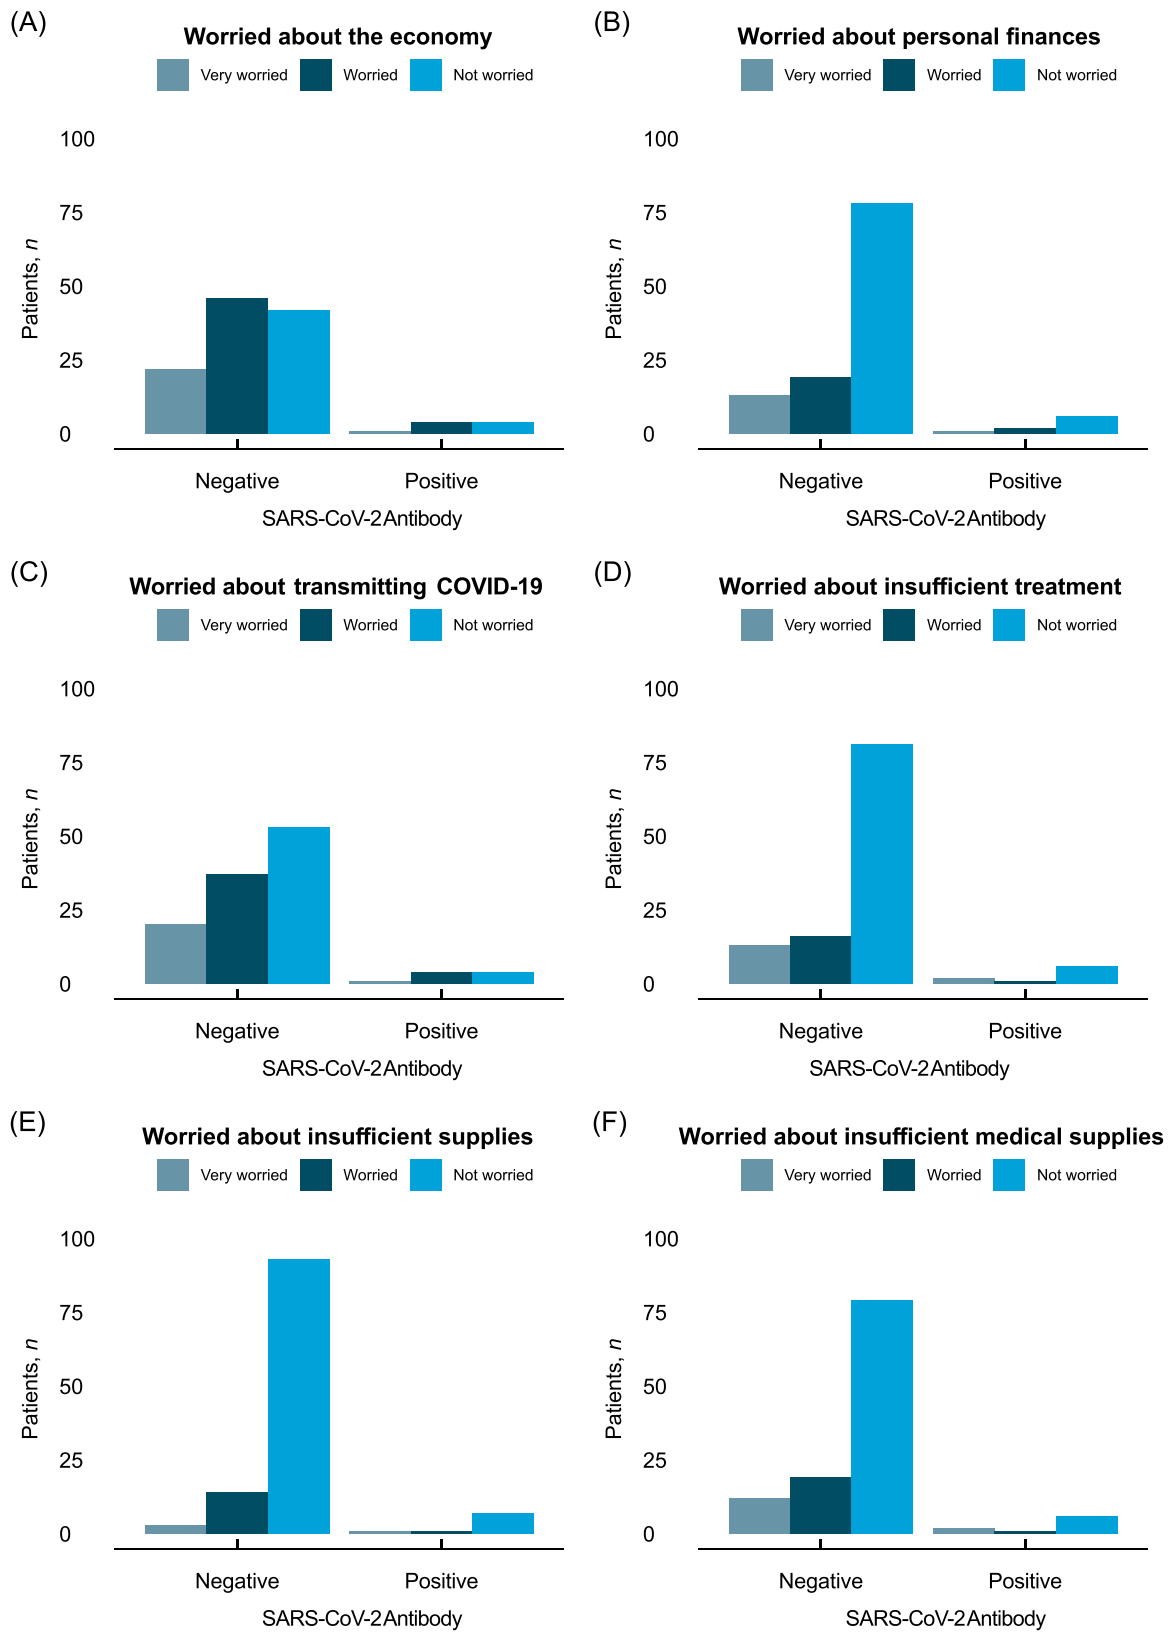 (A)
Worried about the economy
Very worried Worried Not worried
100
75
50
25
0
Patients, n
Negative Positive
SARS-CoV-2 Antibody
(B)
Worried about personal finances
Very worried Worried Not worried
100
75
50
25
0
Patients, n
Negative Positive
SARS-CoV-2 Antibody
(C)
Worried about transmitting COVID-19
Very worried Worried Not worried
100
75
50
25
0
Patients, n
Negative Positive
SARS-CoV-2 Antibody
(D)
Worried about insufficient treatment
Very worried Worried Not worried
100
75
50
25
0
Patients, n
Negative Positive
SARS-CoV-2 Antibody
(E)
Worried about insufficient supplies
Very worried Worried Not worried
100
75
50
25
0
Patients, n
Negative Positive
SARS-CoV-2 Antibody
(F)
Worried about insufficient medical supplies
Very worried Worried Not worried
100
75
50
25
0
Patients, n
Negative Positive
SARS-CoV-2 Antibody